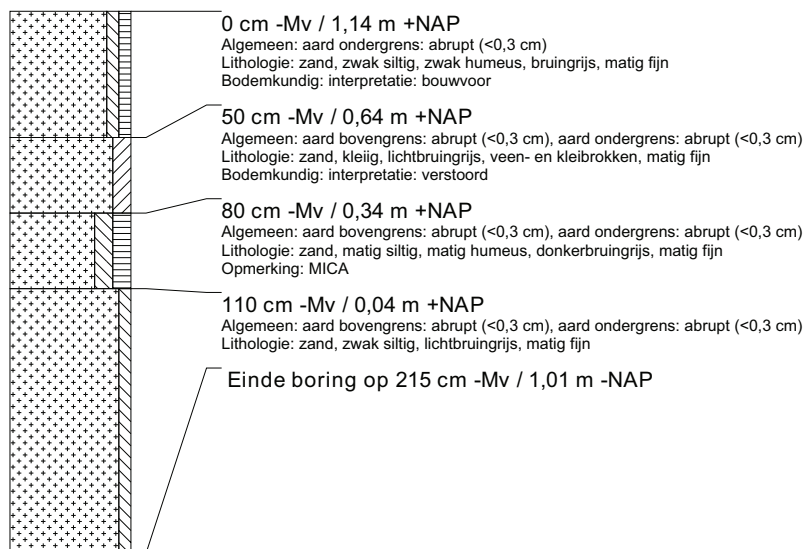 0 cm -Mv / 1,14 m +NAP
Algemeen: aard ondergrens: abrupt (<0,3 cm)
Lithologie: zand, zwak siltig, zwak humeus, bruingrijs, matig fijn
Bodemkundig: interpretatie: bouwvoor
50 cm -Mv / 0,64 m +NAP
Algemeen: aard bovengrens: abrupt (<0,3 cm), aard ondergrens: abrupt (<0,3 cm)
Lithologie: zand, kleiig, lichtbruingrijs, veen- en kleibrokken, matig fijn
Bodemkundig: interpretatie: verstoord
80 cm -Mv / 0,34 m +NAP
Algemeen: aard bovengrens: abrupt (<0,3 cm), aard ondergrens: abrupt (<0,3 cm)
Lithologie: zand, matig siltig, matig humeus, donkerbruingrijs, matig fijn
Opmerking: MICA
110 cm -Mv / 0,04 m +NAP
Algemeen: aard bovengrens: abrupt (<0,3 cm), aard ondergrens: abrupt (<0,3 cm)
Lithologie: zand, zwak siltig, lichtbruingrijs, matig fijn
Einde boring op 215 cm -Mv / 1,01 m -NAP